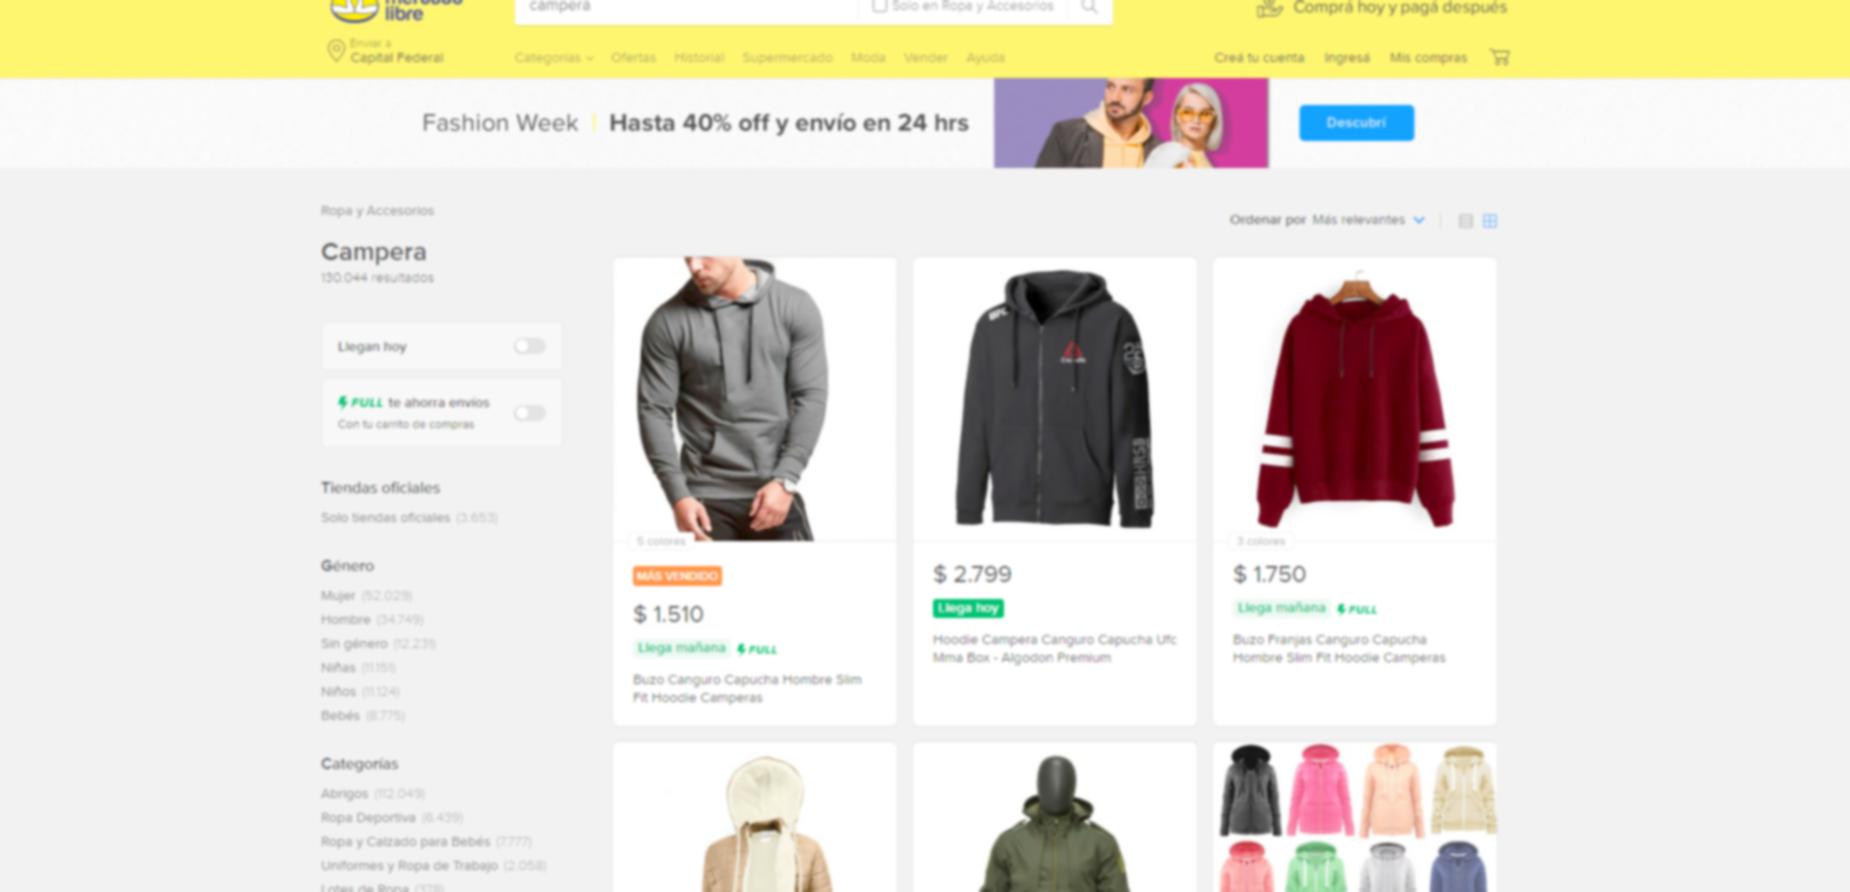 mercado
libre
campera
Solo en Ropa y Accesorios
Comprá hoy y pagá después
Enviar a
Capital Federal
Categorías Ofertas Historial Supermercado Moda Vender Ayuda
Creá tu cuenta Ingresá Mis compras
Fashion Week | Hasta 40% off y envío en 24 hrs
Descubrí
Ropa y Accesorios
Ordenar por Más relevantes
Campera
130.044 resultados
Llegan hoy
FULL te ahorra envíos
Con tu carrito de compras
Tiendas oficiales
Solo tiendas oficiales (3.653)
Género
Mujer (52.029)
Hombre (34.749)
Sin género (12.231)
Niñas (11.151)
Niños (11.124)
Bebés (8.775)
Categorías
Abrigos (112.049)
Ropa Deportiva (6.439)
Ropa y Calzado para Bebés (7.777)
Uniformes y Ropa de Trabajo (2.058)
Lotes de Ropa (378)
5 colores
MÁS VENDIDO
$ 1.510
Llega mañana FULL
Buzo Canguro Capucha Hombre Slim
Fit Hoodie Camperas
$ 2.799
Llega hoy
Hoodie Campera Canguro Capucha Ufc
Mma Box - Algodon Premium
3 colores
$ 1.750
Llega mañana FULL
Buzo Franjas Canguro Capucha
Hombre Slim Fit Hoodie Camperas